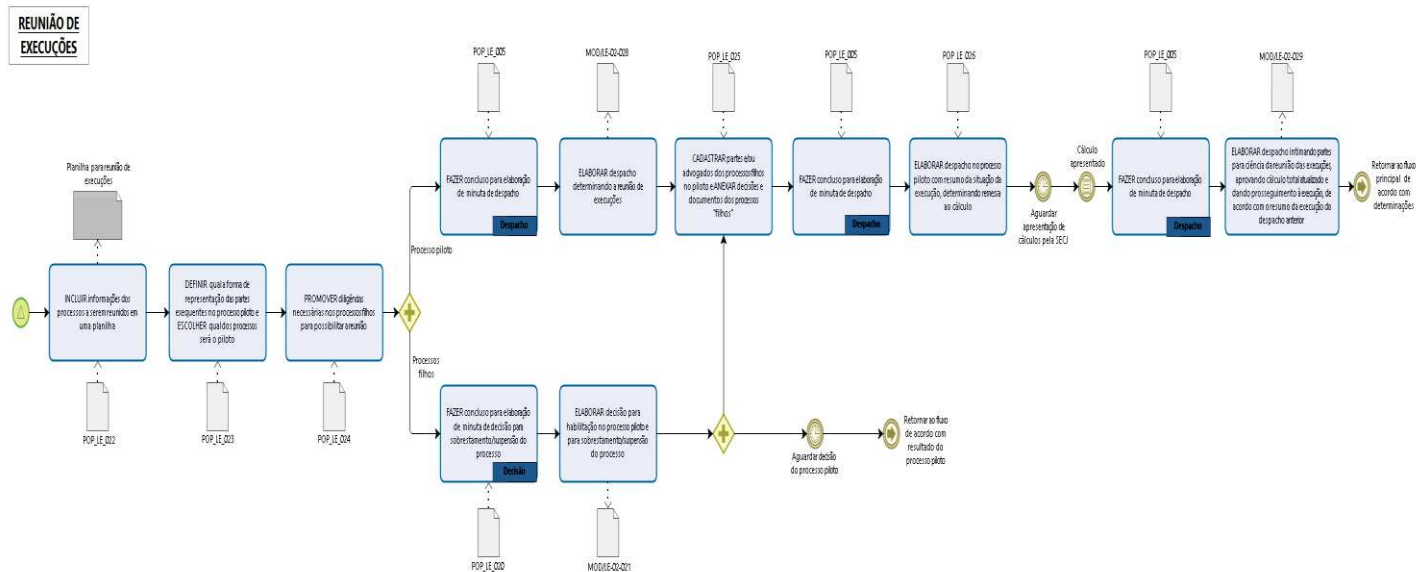 REUNIÃO DE
EXECUÇÕES
POP_LE_005
MOD/LE-02-028
POP_LE_025
POP_LE_005
POP_LE_026
POP_LE_005
MOD/LE-02-029
Planilha para reunião de
execuções
FAZER concluso para elaboração
de minuta de despacho
Despacho
ELABORAR despacho
determinando a reunião de
execuções
CADASTRAR partes e/ou
advogados dos processos filhos
no piloto e ANEXAR decisões e
documentos dos processos
"filhos"
FAZER concluso para elaboração
de minuta de despacho
Despacho
ELABORAR despacho no processo
piloto com resumo da situação da
execução, determinando remessa
ao cálculo
Aguardar
apresentação de
cálculos pela SECJ
Cálculo
apresentado
FAZER concluso para elaboração
de minuta de despacho
Despacho
ELABORAR despacho intimando partes
para ciência da reunião das execuções,
aprovando cálculo total atualizado e
dando prosseguimento à execução, de
acordo com o resumo da execução do
despacho anterior
Retornar ao fluxo
principal de
acordo com
determinações
Processo piloto
INCLUIR informações dos
processos a serem reunidos em
uma planilha
DEFINIR qual a forma de
representação das partes
exequentes no processo piloto e
ESCOLHER qual dos processos
será o piloto
PROMOVER diligências
necessárias nos processos filhos
para possibilitar a reunião
Processos
filhos
POP_LE_022
POP_LE_023
POP_LE_024
FAZER concluso para elaboração
de minuta de decisão para
sobrestamento/suspensão do
processo
Decisão
ELABORAR decisão para
habilitação no processo piloto e
para sobrestamento/suspensão
do processo
Aguardar decisão
do processo piloto
Retornar ao fluxo
de acordo com
resultado do
processo piloto
POP_LE_020
MOD/LE-02-021